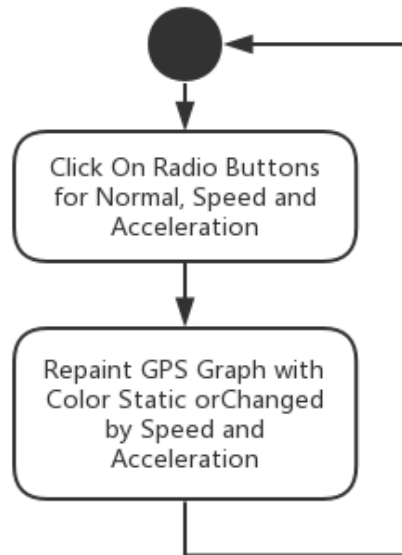 Click On Radio Buttons
for Normal, Speed and
Acceleration
Repaint GPS Graph with
Color Static orChanged
by Speed and
Acceleration